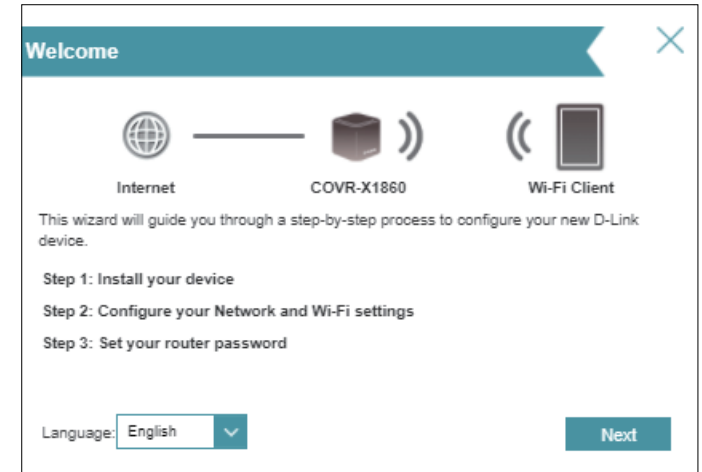 Welcome
Internet
COVR-X1860
Wi-Fi Client
This wizard will guide you through a step-by-step process to configure your new D-Link
device.
Step 1: Install your device
Step 2: Configure your Network and Wi-Fi settings
Step 3: Set your router password
Language: English
Next